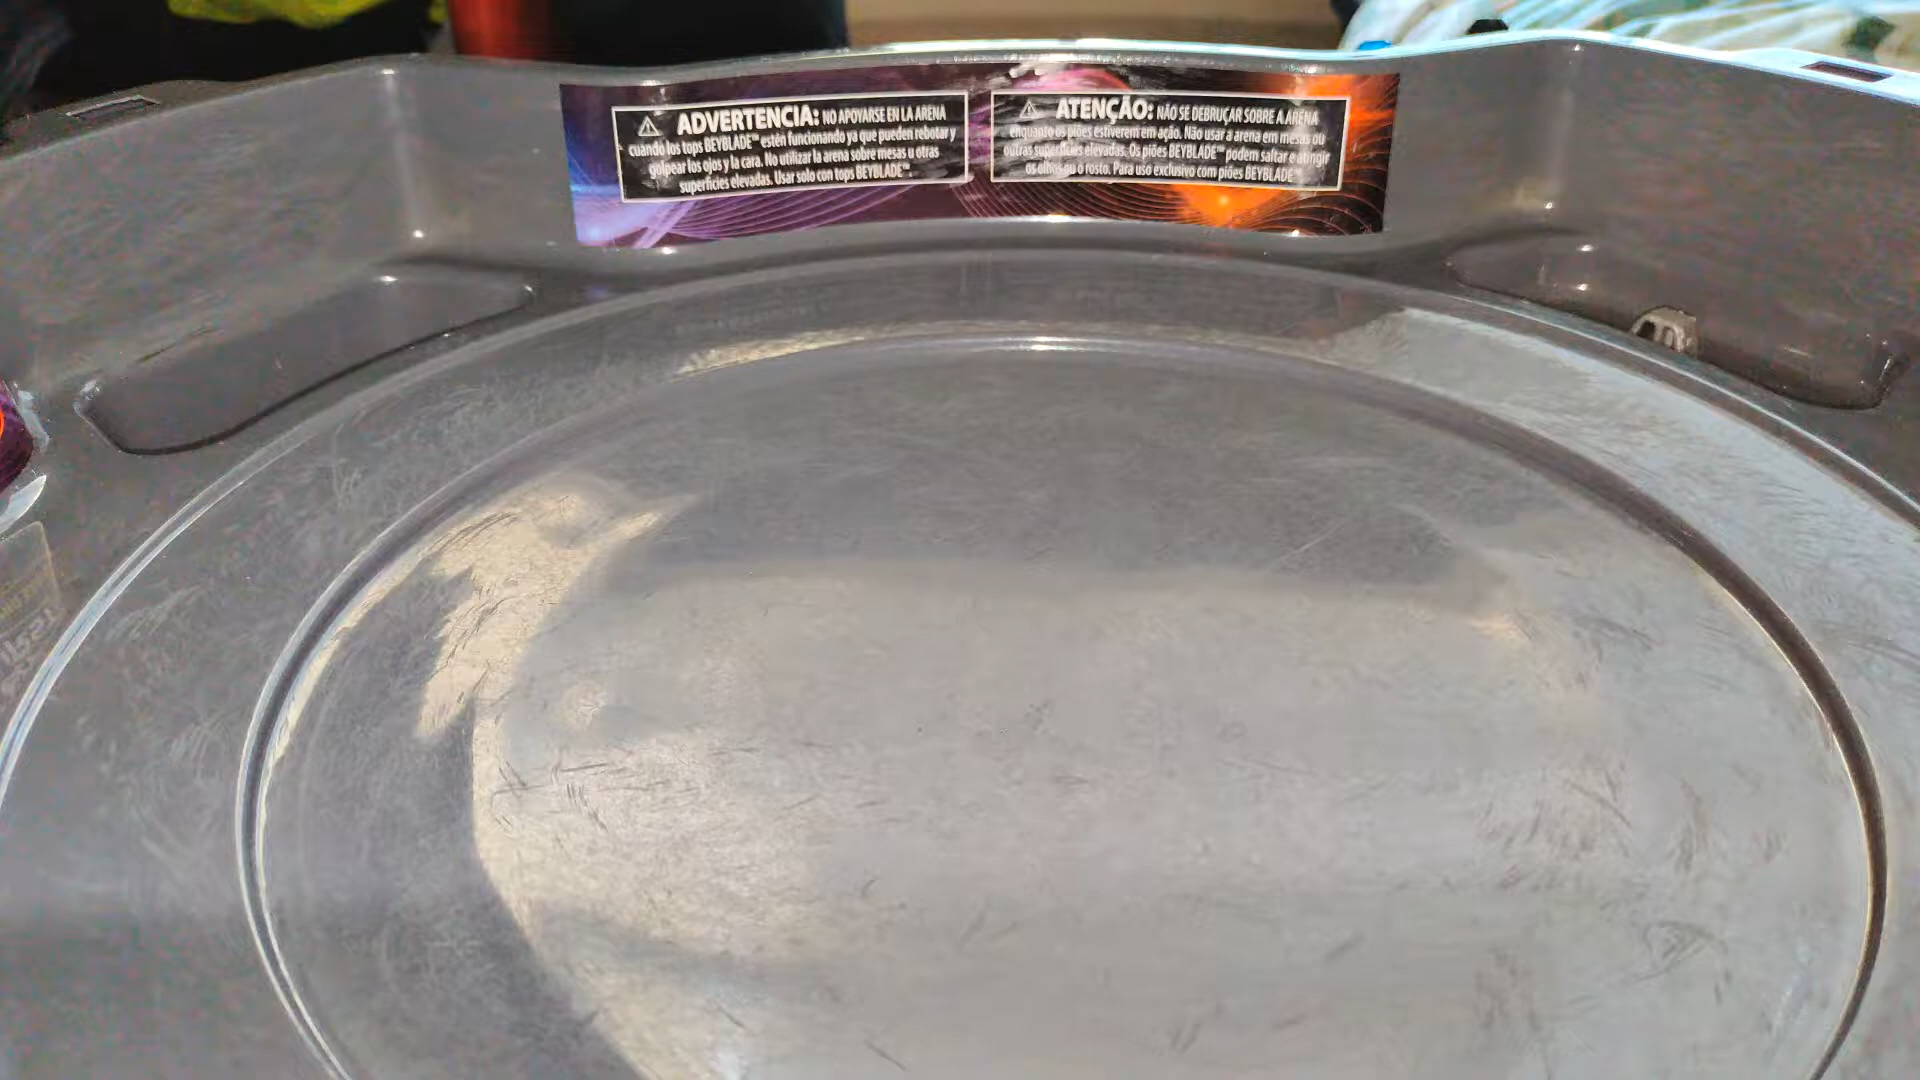 ADVERTENCIA: NO APOYARSE EN LA ARENA
cuando los tops BEYBLADE™ estén funcionando ya que pueden rebotar y
golpear los ojos y la cara. No utilizar la arena sobre mesas u otras
superficies elevadas. Usar solo con tops BEYBLADE™.
ATENÇÃO: NÃO SE DEBRUÇAR SOBRE A ARENA
enquanto os piões estiverem em ação. Não usar a arena em mesas ou
outras superfícies elevadas. Os piões BEYBLADE™ podem saltar e atingir
os olhos ou o rosto. Para uso exclusivo com piões BEYBLADE™.